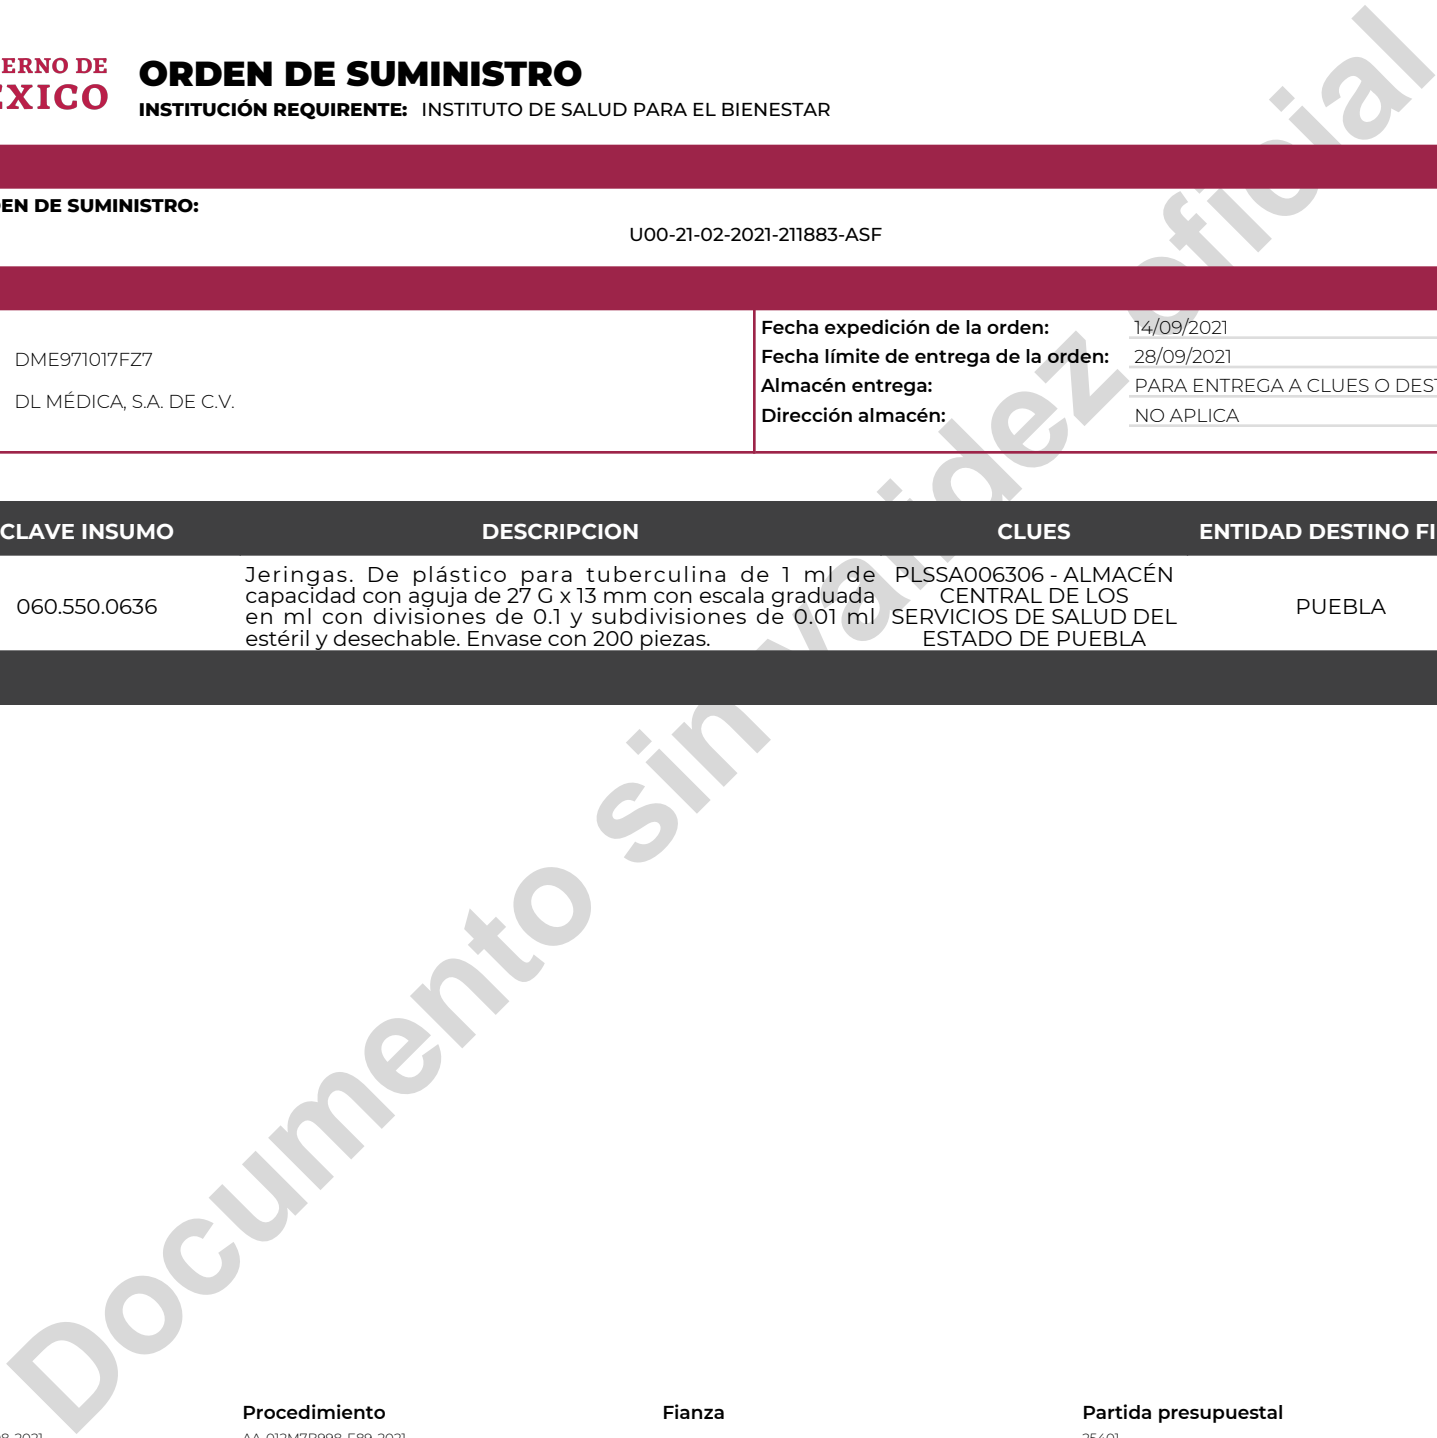 ERNO DE
EXICO
ORDEN DE SUMINISTRO
INSTITUCIÓN REQUIRENTE: INSTITUTO DE SALUD PARA EL BIENESTAR
EN DE SUMINISTRO:
U00-21-02-2021-211883-ASF
DME971017FZ7
DL MÉDICA, S.A. DE C.V.
Fecha expedición de la orden: 14/09/2021
Fecha límite de entrega de la orden: 28/09/2021
Almacén entrega: PARA ENTREGA A CLUES O DEST
Dirección almacén: NO APLICA
CLAVE INSUMO DESCRIPCION CLUES ENTIDAD DESTINO FI
060.550.0636
Jeringas. De plástico para tuberculina de 1 ml de
capacidad con aguja de 27 G x 13 mm con escala graduada
en ml con divisiones de 0.1 y subdivisiones de 0.01 ml
estéril y desechable. Envase con 200 piezas.
PLSSA006306 - ALMACÉN
CENTRAL DE LOS
SERVICIOS DE SALUD DEL
ESTADO DE PUEBLA
PUEBLA
Documento sin validez oficial
Procedimiento Fianza Partida presupuestal